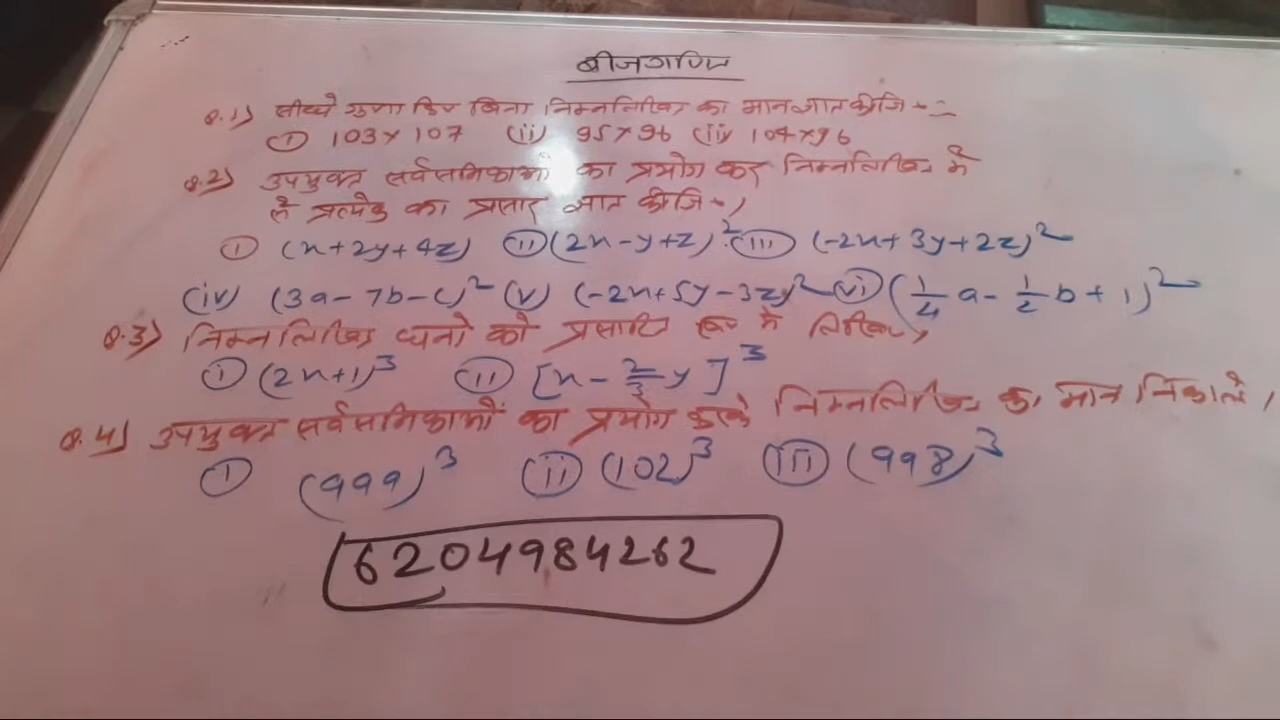 बीजगणित
Q.1) सीधे गुणा किए बिना निम्नलिखित का मान ज्ञात कीजिए :-
(i) 103×107 (ii) 95×96 (iii) 104×96
Q.2) उपयुक्त सर्वसमिकाओं का प्रयोग कर निम्नलिखित में
से प्रत्येक का प्रसार ज्ञात कीजिए,
(i) (x+2y+4z) (ii) (2x-y+z)² (iii) (-2x+3y+2z)²
(iv) (3a-7b-c)² (v) (-2x+5y-3z)² (vi) (1/4 a - 1/2 b + 1)²
Q.3) निम्नलिखित घनो को प्रसारित रूप मे लिखिए,
(i) (2x+1)³ (ii) [x - 2/3 y]³
Q.4) उपयुक्त सर्वसमिकाओं का प्रयोग करके निम्नलिखित का मान निकाले,
(i) (999)³ (ii) (102)³ (iii) (998)³
6204984262